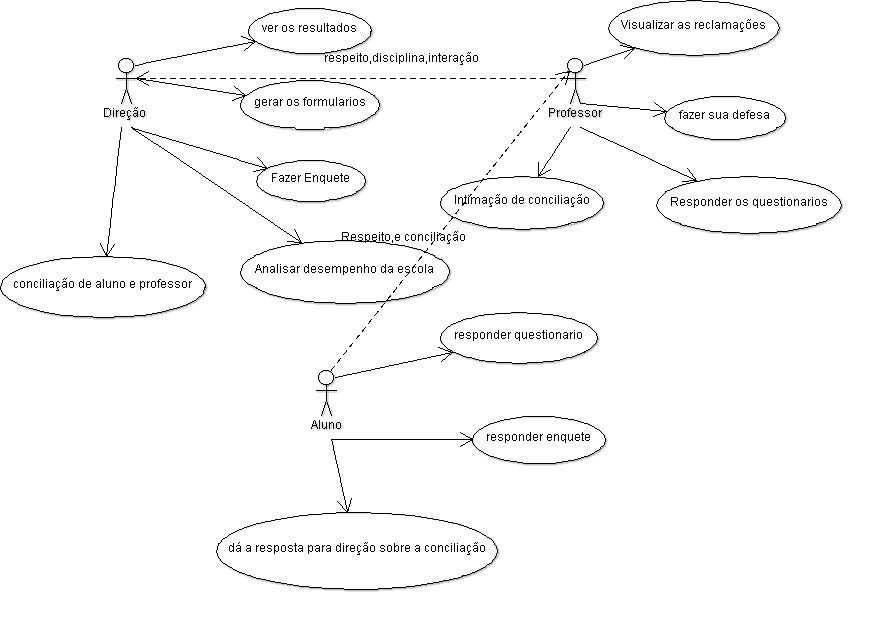 ver os resultados
Visualizar as reclamações
respeito,disciplina,interação
gerar os formularios
Direção
Professor
fazer sua defesa
Fazer Enquete
Intimação de conciliação
Responder os questionarios
Respeito,e conciliação
Analisar desempenho da escola
conciliação de aluno e professor
responder questionario
Aluno
responder enquete
dá a resposta para direção sobre a conciliação